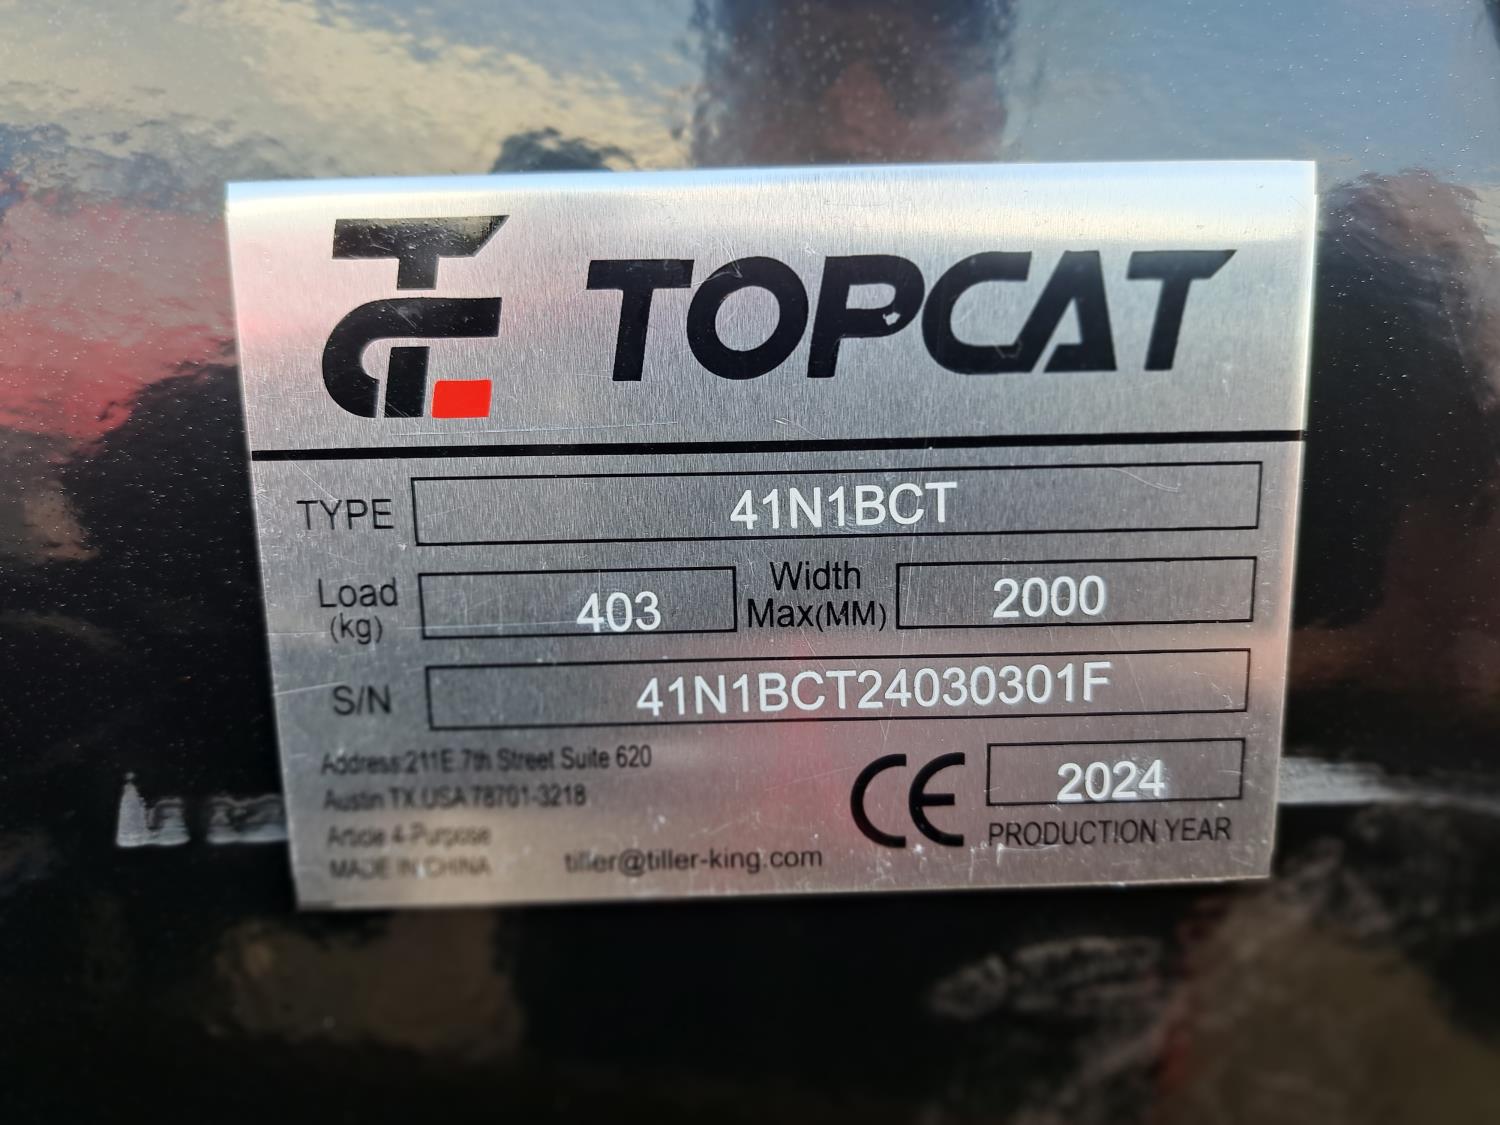 TOPCAT
TYPE 41N1BCT
Load (kg) 403 Width Max(MM) 2000
S/N 41N1BCT24030301F
Address:211E.7th Street Suite 620
Austin TX USA 78701-3218
Article 4-Purpose
MADE IN CHINA
tiller@tiller-king.com
CE 2024
PRODUCTION YEAR